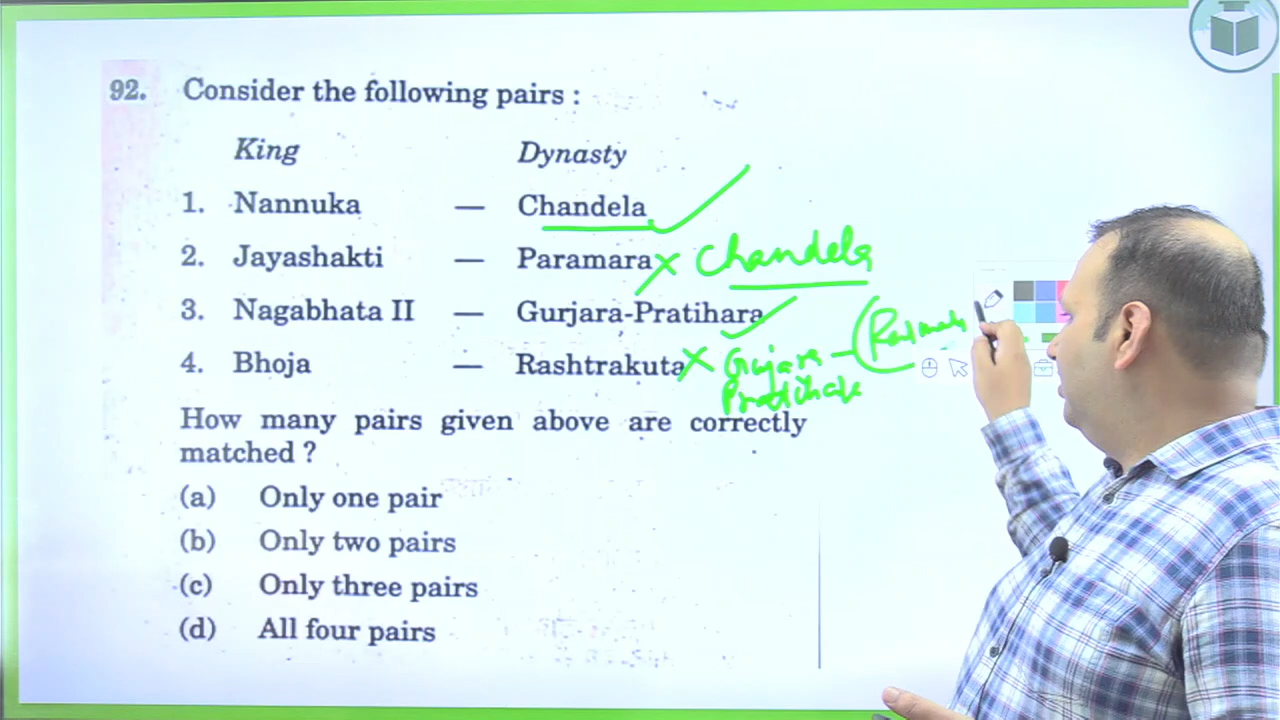 92. Consider the following pairs :
King Dynasty
1. Nannuka — Chandela
2. Jayashakti — Paramara x Chandela
3. Nagabhata II — Gurjara-Pratihara
4. Bhoja — Rashtrakuta x
Pratihara
How many pairs given above are correctly
matched ?
(a) Only one pair
(b) Only two pairs
(c) Only three pairs
(d) All four pairs